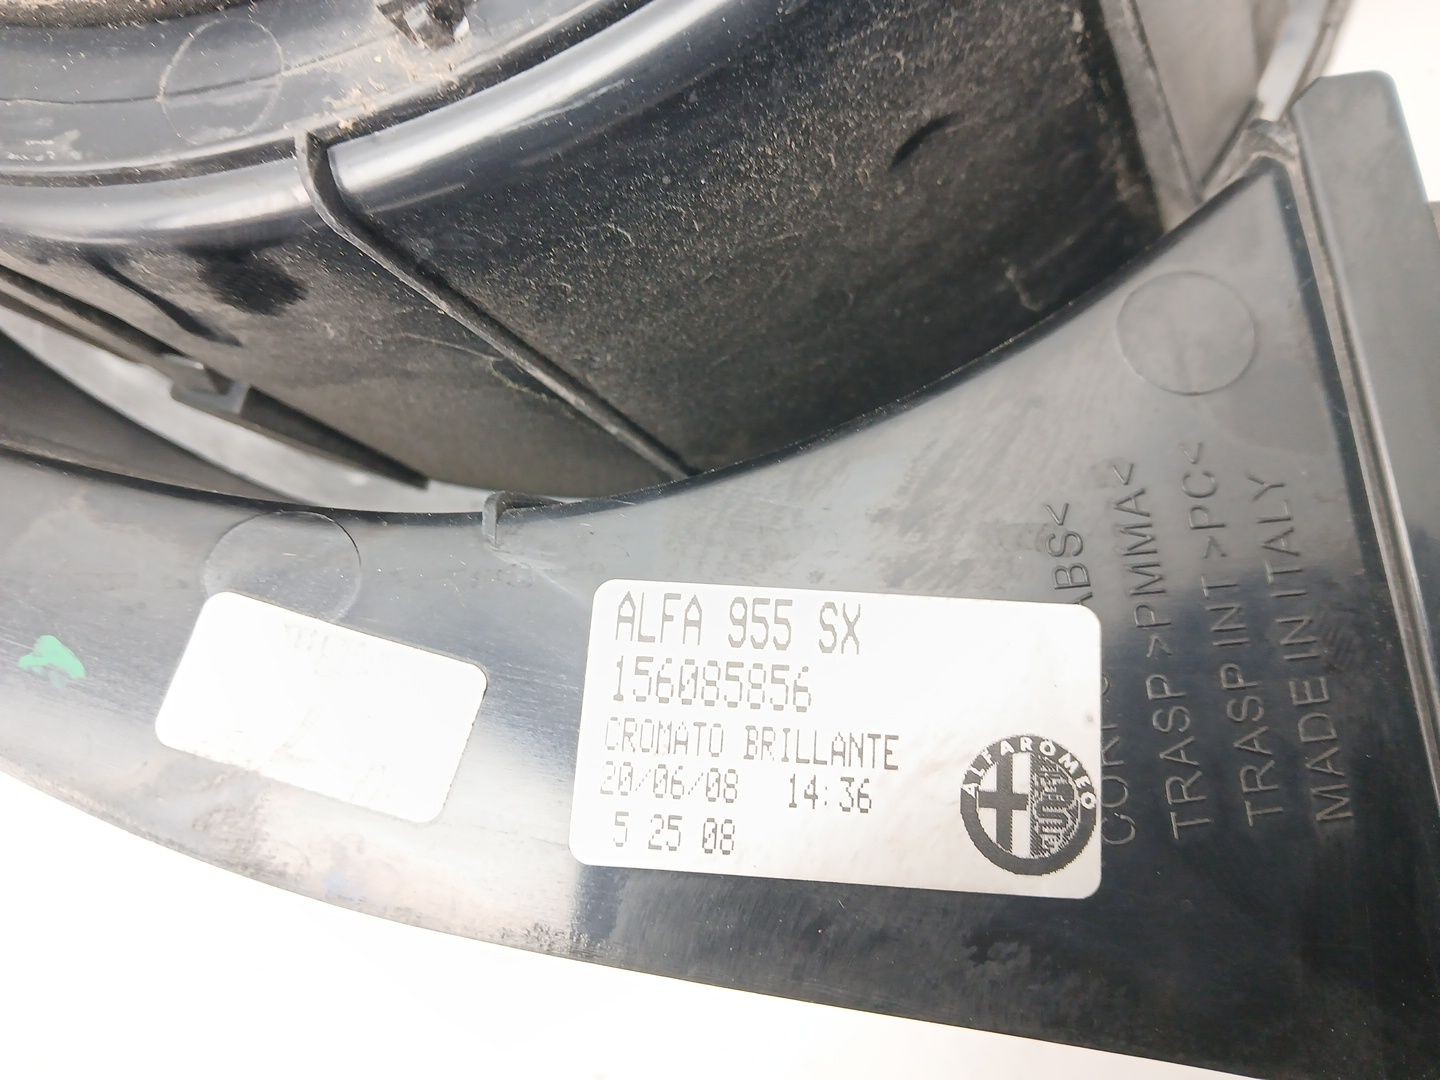 ALFA 955 SX
156085856
CROMATO BRILLANTE
20/06/08 14:36
5 25 08
ALFA ROMEO
ABS<
TRASP >PMMA<
TRASP INT >PC<
MADE IN ITALY